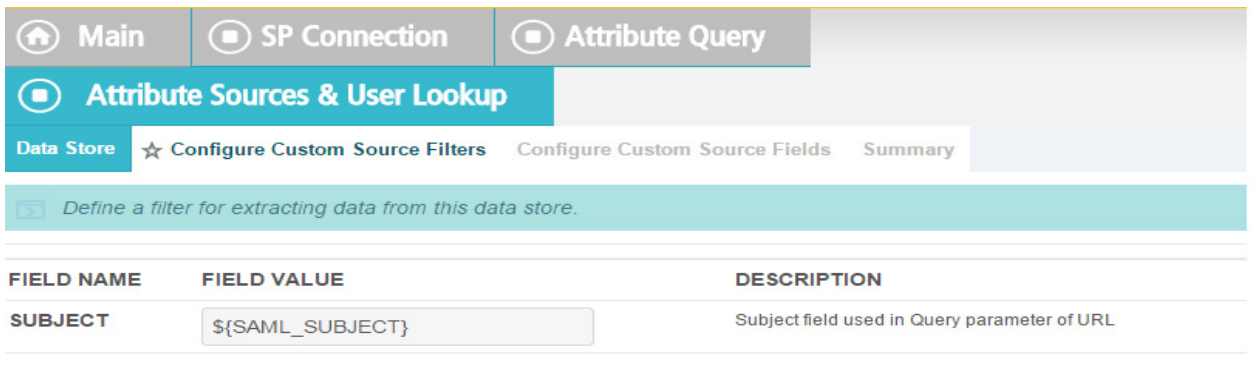 Main SP Connection Attribute Query
Attribute Sources & User Lookup
Data Store Configure Custom Source Filters Configure Custom Source Fields Summary
Define a filter for extracting data from this data store.
FIELD NAME FIELD VALUE DESCRIPTION
SUBJECT ${SAML_SUBJECT} Subject field used in Query parameter of URL